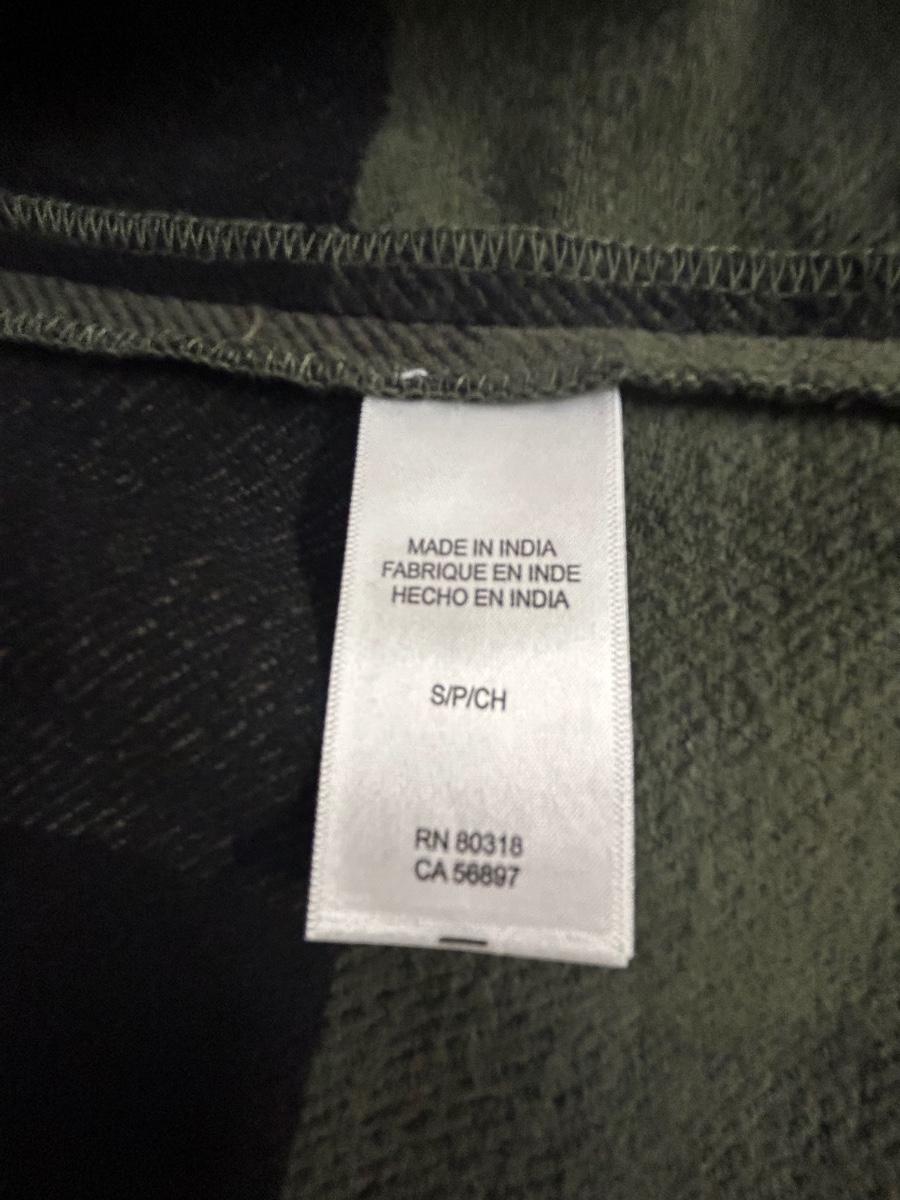 MADE IN INDIA
FABRIQUE EN INDE
HECHO EN INDIA
S/P/CH
RN 80318
CA 56897